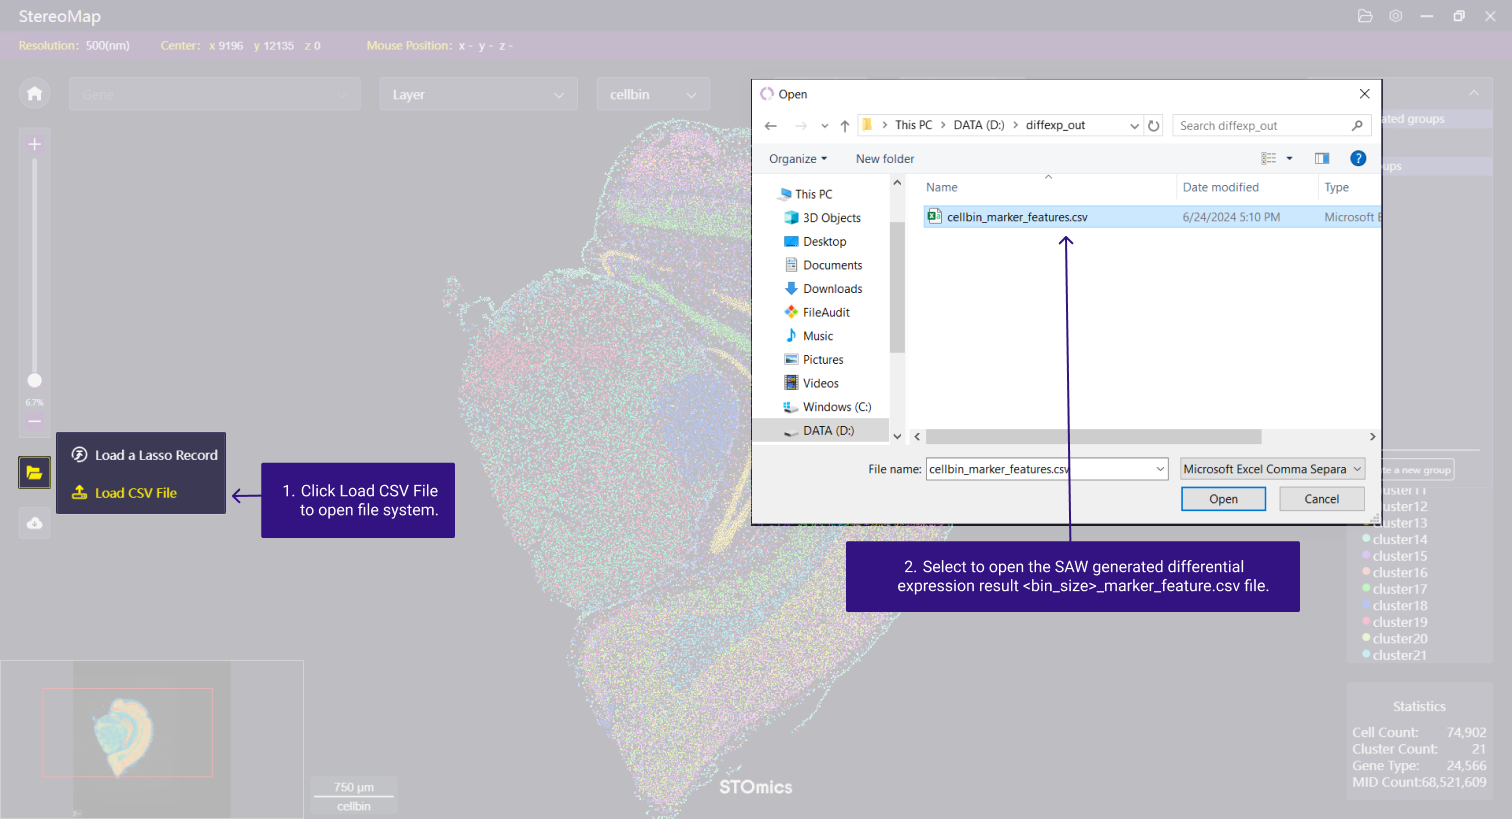 StereoMap
Resolution: 500(nm) Center: x 9196 y 12135 z 0 Mouse Position: x - y - z -
Gene
Layer
cellbin
6.7%
Load a Lasso Record
Load CSV File
1. Click Load CSV File
to open file system.
Open
This PC > DATA (D:) > diffexp_out
Search diffexp_out
Organize
New folder
?
This PC
3D Objects
Desktop
Documents
Downloads
FileAudit
Music
Pictures
Videos
Windows (C:)
DATA (D:)
Name
Date modified
Type
cellbin_marker_features.csv
6/24/2024 5:10 PM
Microsoft E
File name:
cellbin_marker_features.csv
Microsoft Excel Comma Separa
Open
Cancel
2. Select to open the SAW generated differential
expression result <bin_size>_marker_feature.csv file.
ated groups
ups
te a new group
cluster11
cluster12
cluster13
cluster14
cluster15
cluster16
cluster17
cluster18
cluster19
cluster20
cluster21
Statistics
Cell Count: 74,902
Cluster Count: 21
Gene Type: 24,566
MID Count:68,521,609
750 μm
cellbin
STOmics